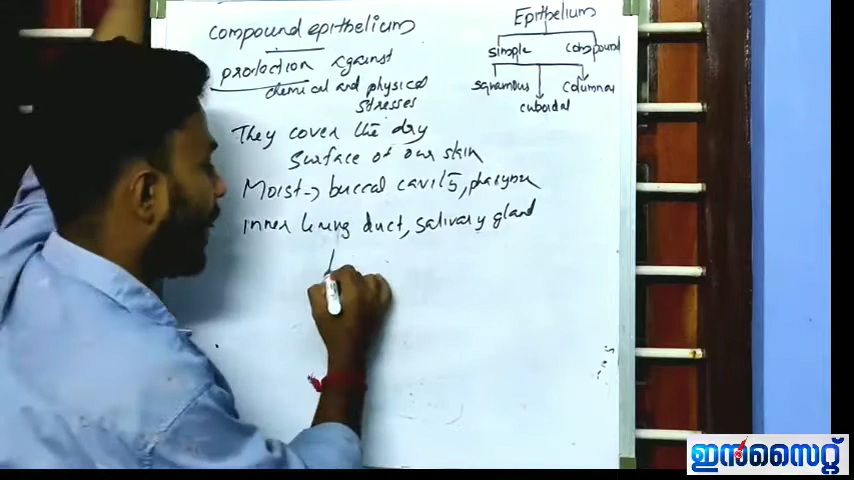 compound epithelium
protection against
chemical and physical
stresses
They cover the dry
surface of our skin
Moist → buccal cavity, pharynx
inner lining duct, salivary gland
Epithelium
simple compound
squamous columnar
cuboidal
ഇൻസൈറ്റ്